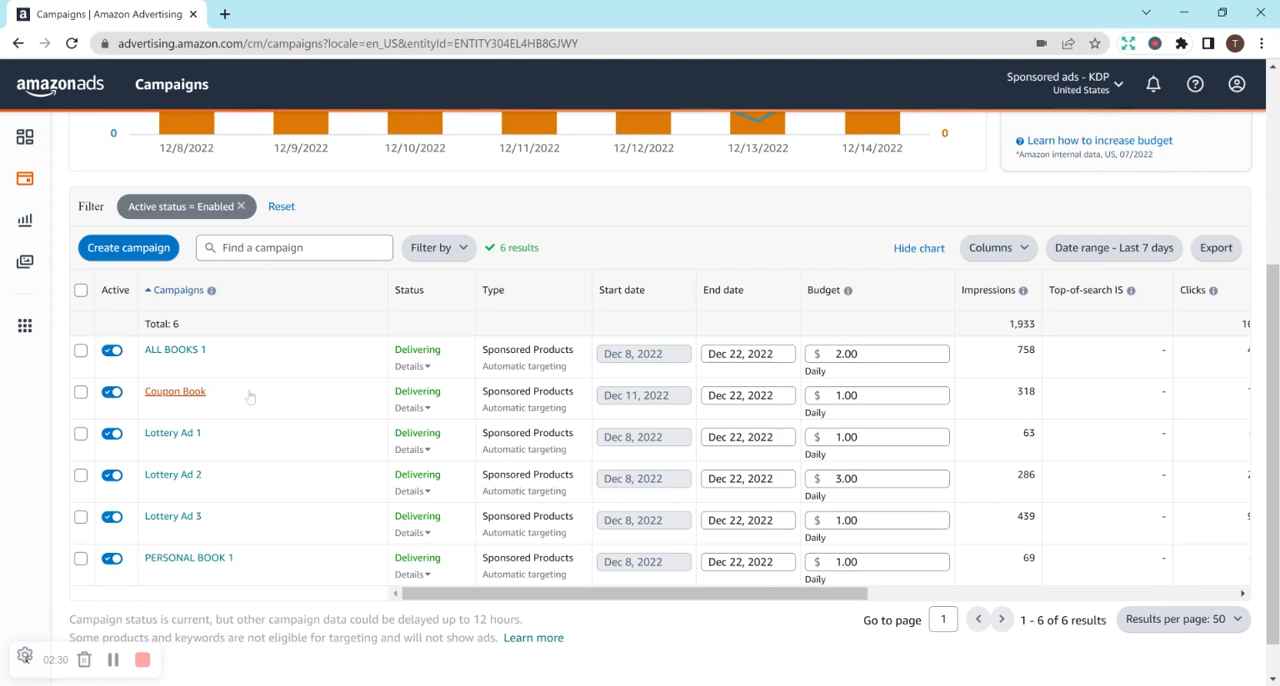 a Campaigns | Amazon Advertising
advertising.amazon.com/cm/campaigns?locale=en_US&entityId=ENTITY304EL4HB8GJWY
T
amazonads Campaigns Sponsored ads - KDP
United States
0 0
12/8/2022 12/9/2022 12/10/2022 12/11/2022 12/12/2022 12/13/2022 12/14/2022
Learn how to increase budget
*Amazon internal data, US, 07/2022
Filter Active status = Enabled Reset
Create campaign Find a campaign Filter by 6 results Hide chart Columns Date range - Last 7 days Export
Active Campaigns Status Type Start date End date Budget Impressions Top-of-search IS Clicks
Total: 6 1,933
ALL BOOKS 1 Delivering Sponsored Products Dec 8, 2022 Dec 22, 2022 $ 2.00 758 -
Details Automatic targeting Daily
Coupon Book Delivering Sponsored Products Dec 11, 2022 Dec 22, 2022 $ 1.00 318 -
Details Automatic targeting Daily
Lottery Ad 1 Delivering Sponsored Products Dec 8, 2022 Dec 22, 2022 $ 1.00 63 -
Details Automatic targeting Daily
Lottery Ad 2 Delivering Sponsored Products Dec 8, 2022 Dec 22, 2022 $ 3.00 286 -
Details Automatic targeting Daily
Lottery Ad 3 Delivering Sponsored Products Dec 8, 2022 Dec 22, 2022 $ 1.00 439 -
Details Automatic targeting Daily
PERSONAL BOOK 1 Delivering Sponsored Products Dec 8, 2022 Dec 22, 2022 $ 1.00 69 -
Details Automatic targeting Daily
Campaign status is current, but other campaign data could be delayed up to 12 hours.
Some products and keywords are not eligible for targeting and will not show ads. Learn more
Go to page 1 1 - 6 of 6 results Results per page: 50
02:30